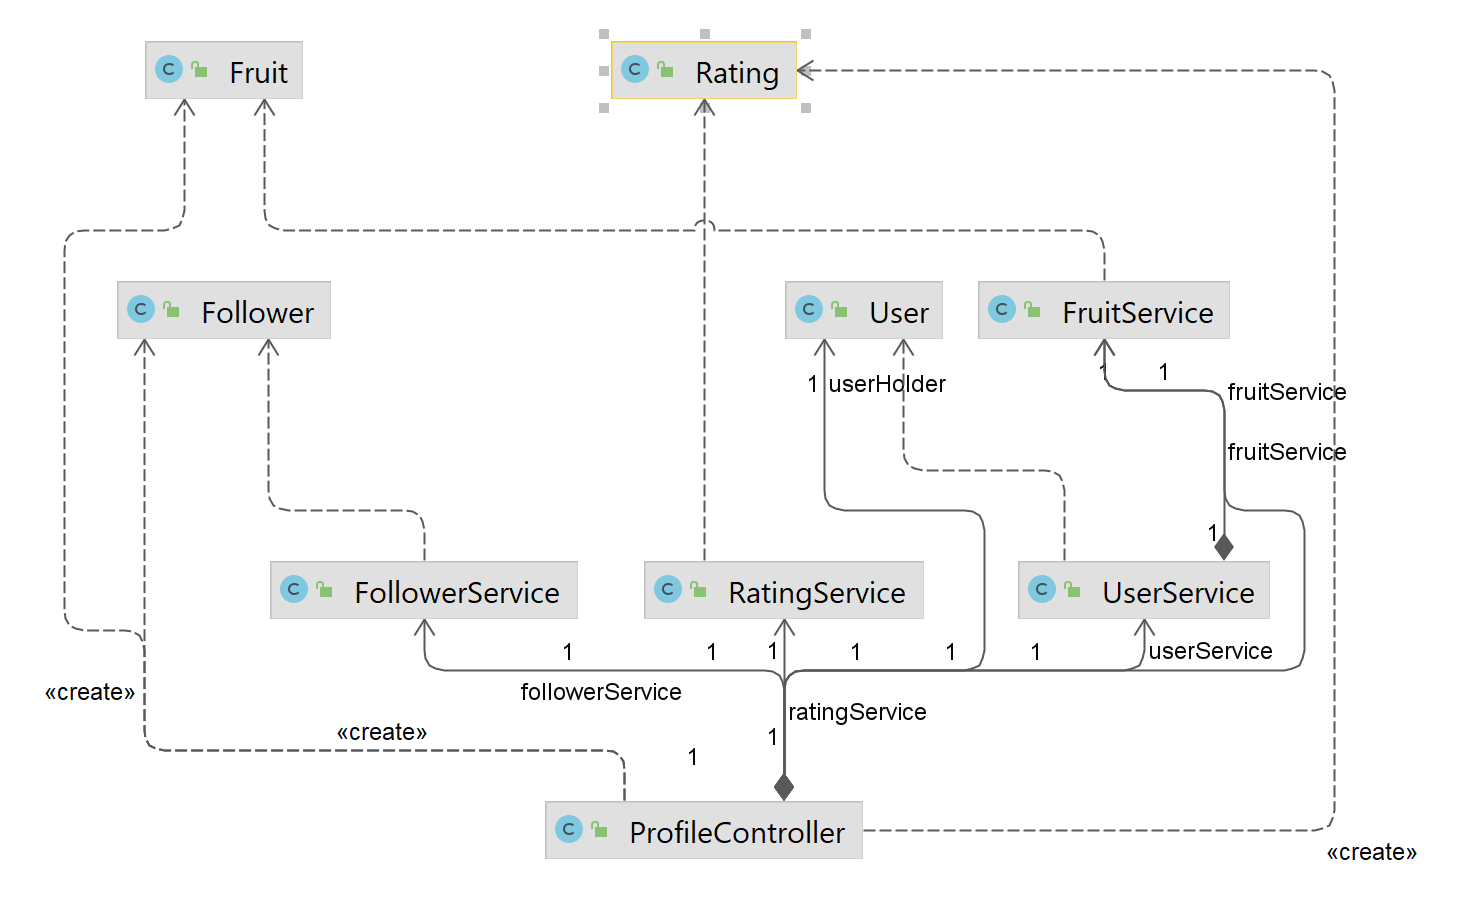 C Fruit
C Rating
C Follower
C User
C FruitService
1 userHolder
1
1
fruitService
fruitService
1
C FollowerService
C RatingService
C UserService
1
1
1
1
1
1
userService
followerService
«create»
ratingService
«create»
1
1
C ProfileController
«create»